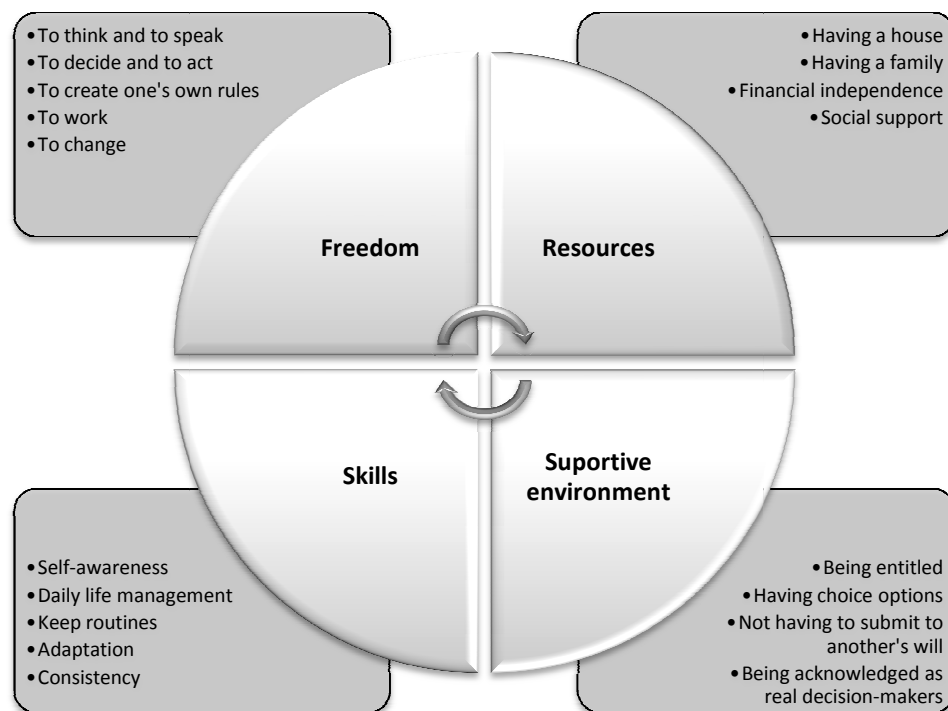 •To think and to speak
•To decide and to act
•To create one's own rules
•To work
•To change
•Having a house
•Having a family
•Financial independence
•Social support
Freedom
Resources
Skills
Suportive
environment
•Self-awareness
•Daily life management
•Keep routines
•Adaptation
•Consistency
•Being entitled
•Having choice options
•Not having to submit to
another's will
•Being acknowledged as
real decision-makers